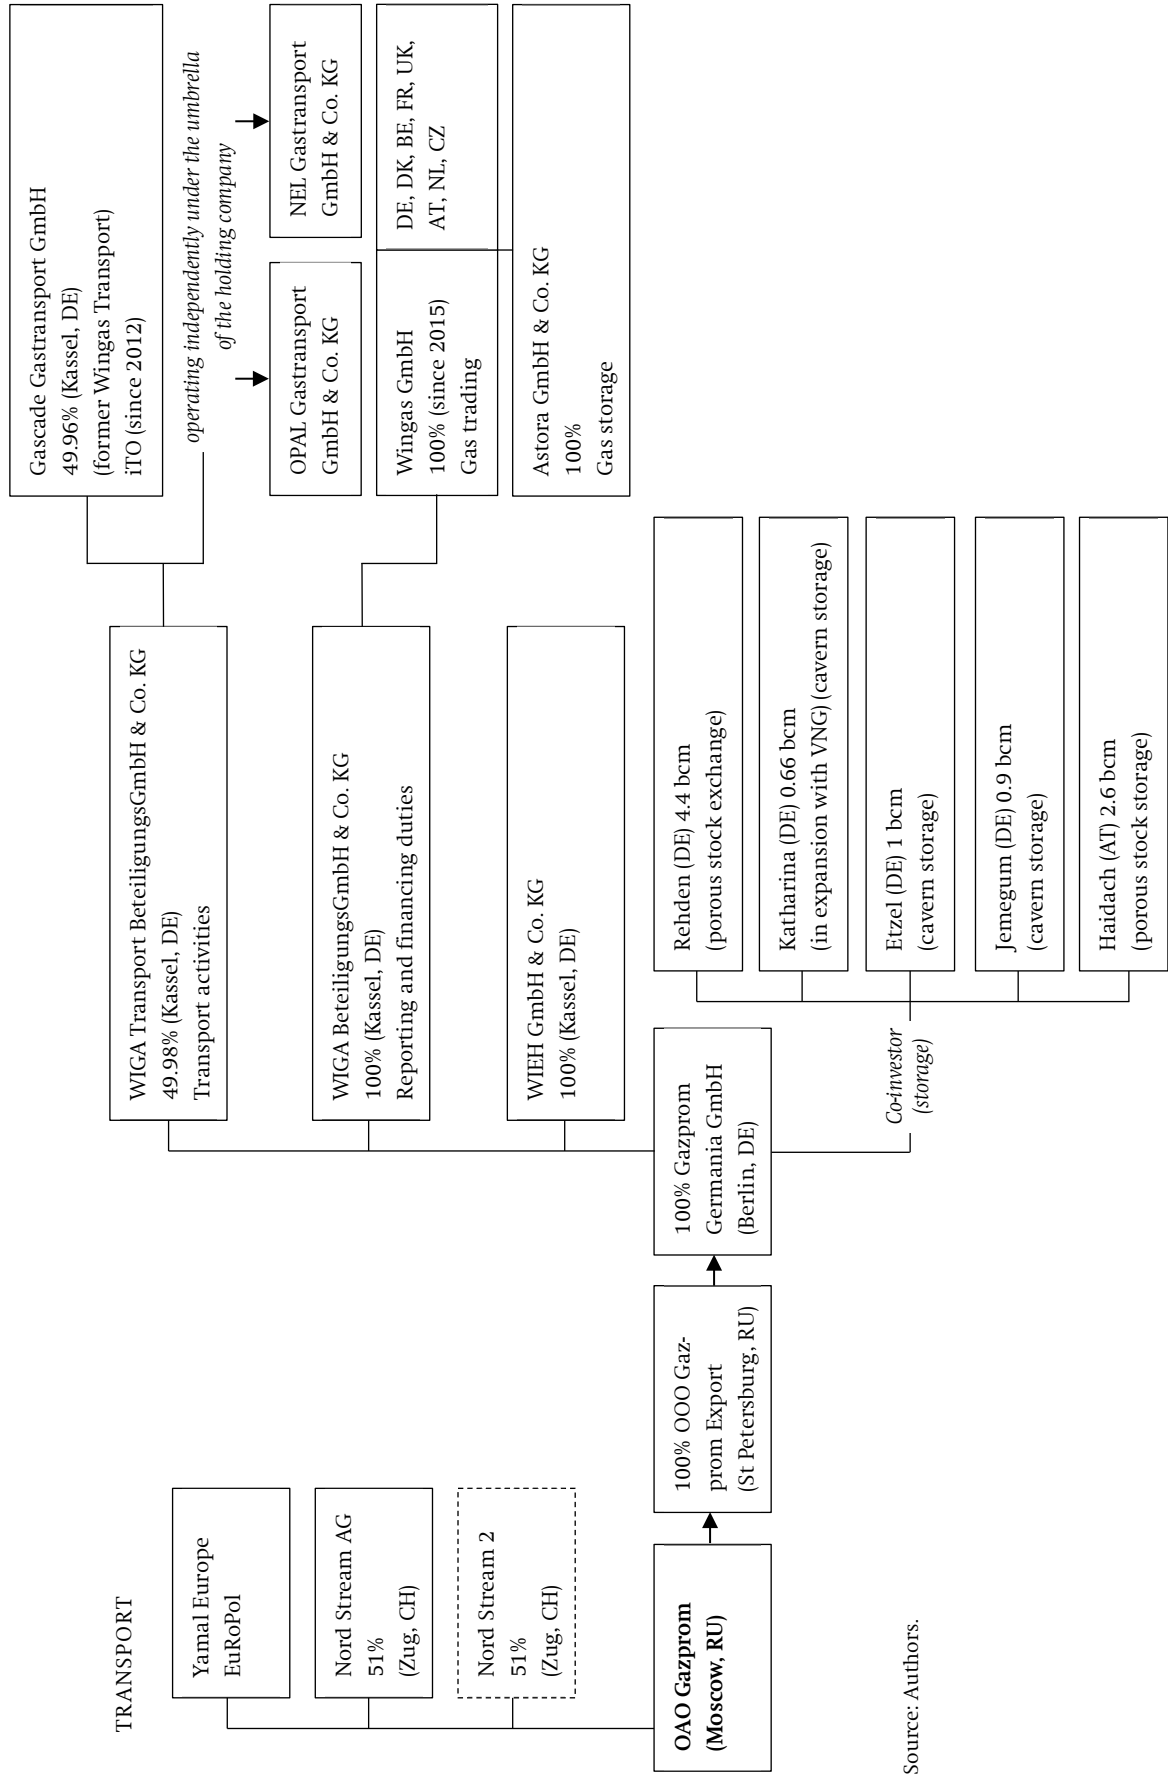 TRANSPORT
Yamal Europe
EuRoPol
Nord Stream AG
51%
(Zug, CH)
Nord Stream 2
51%
(Zug, CH)
OAO Gazprom
(Moscow, RU)
100% OOO Gaz-
prom Export
(St Petersburg, RU)
100% Gazprom
Germania GmbH
(Berlin, DE)
WIGA Transport BeteiligungsGmbH & Co. KG
49.98% (Kassel, DE)
Transport activities
WIGA BeteiligungsGmbH & Co. KG
100% (Kassel, DE)
Reporting and financing duties
WIEH GmbH & Co. KG
100% (Kassel, DE)
Gascade Gastransport GmbH
49.96% (Kassel, DE)
(former Wingas Transport)
iTO (since 2012)
operating independently under the umbrella
of the holding company
OPAL Gastransport
GmbH & Co. KG
NEL Gastransport
GmbH & Co. KG
Wingas GmbH
100% (since 2015)
Gas trading
DE, DK, BE, FR, UK,
AT, NL, CZ
Astora GmbH & Co. KG
100%
Gas storage
Co-investor
(storage)
Rehden (DE) 4.4 bcm
(porous stock exchange)
Katharina (DE) 0.66 bcm
(in expansion with VNG) (cavern storage)
Etzel (DE) 1 bcm
(cavern storage)
Jemegum (DE) 0.9 bcm
(cavern storage)
Haidach (AT) 2.6 bcm
(porous stock storage)
Source: Authors.